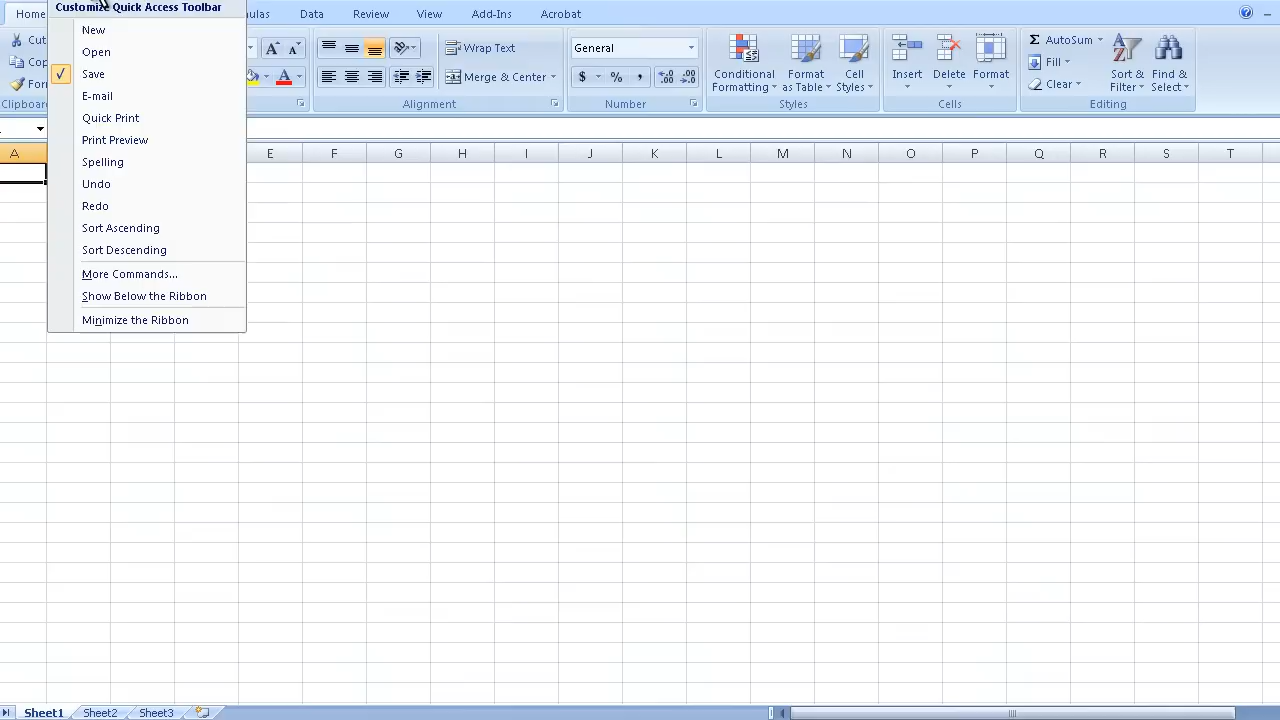 Customize Quick Access Toolbar
New
Open
Save
E-mail
Quick Print
Print Preview
Spelling
Undo
Redo
Sort Ascending
Sort Descending
More Commands...
Show Below the Ribbon
Minimize the Ribbon
Home
Data
Review
View
Add-Ins
Acrobat
Wrap Text
Merge & Center
Alignment
General
$ % ,
Number
Conditional Formatting
Format as Table
Cell Styles
Styles
Insert
Delete
Format
Cells
Σ AutoSum
Fill
Clear
Sort & Filter
Find & Select
Editing
A E F G H I J K L M N O P Q R S T
Sheet1 Sheet2 Sheet3